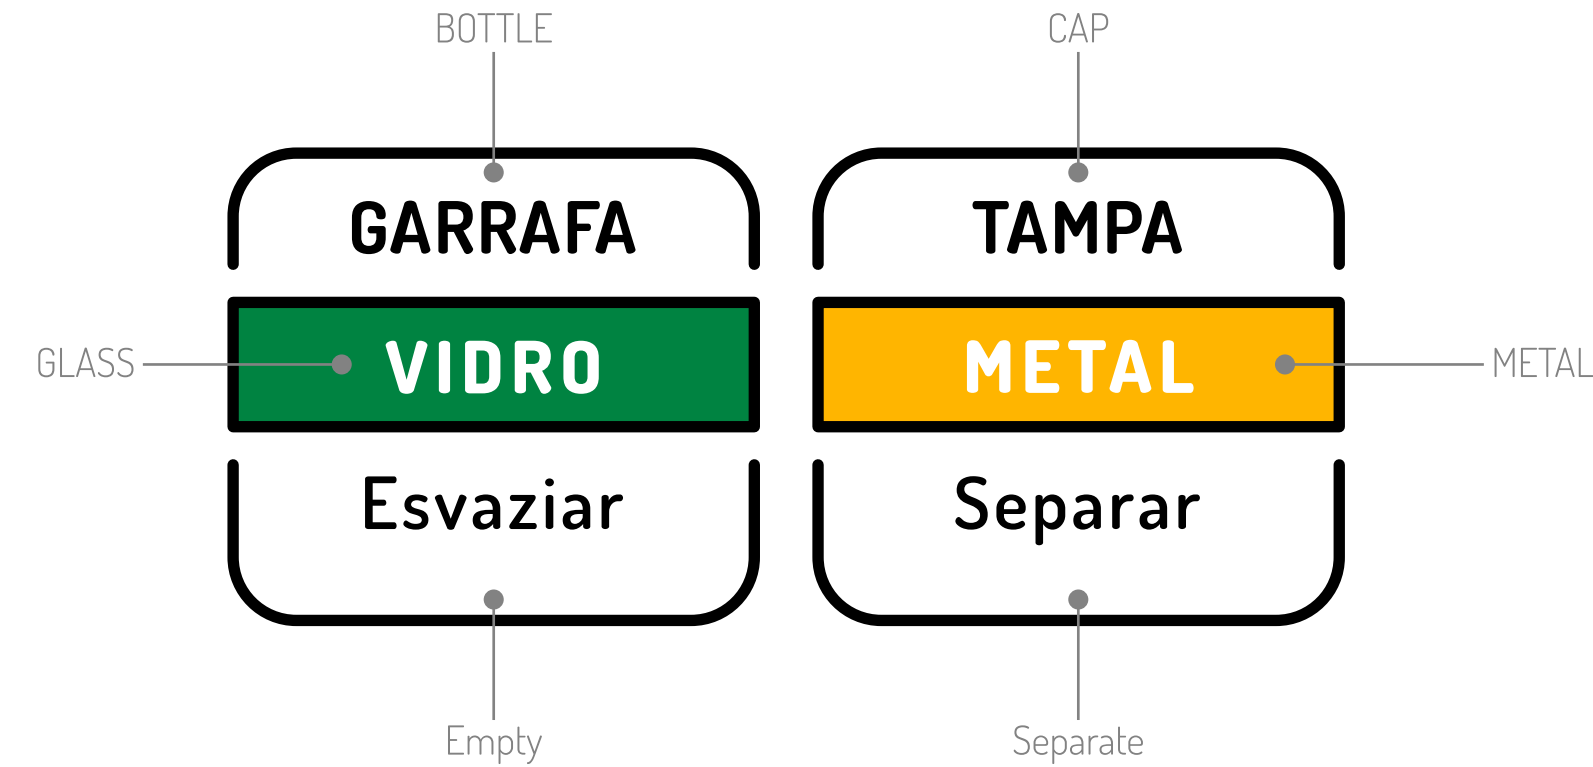 BOTTLE
CAP
GARRAFA
TAMPA
GLASS
VIDRO
METAL
METAL
Esvaziar
Separar
Empty
Separate